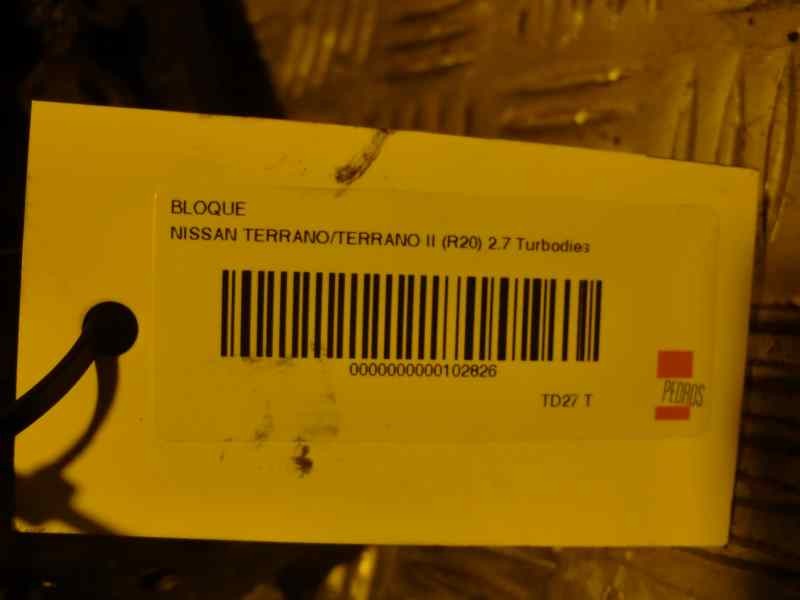 BLOQUE
NISSAN TERRANO/TERRANO II (R20) 2.7 Turbodies
0000000000102826
TD27 T
PEDROS